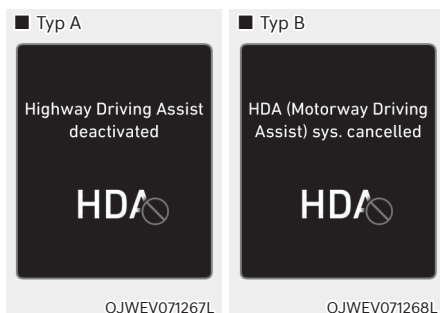 ■ Typ A
Highway Driving Assist
deactivated
HDA
OJWEV071267L
■ Typ B
HDA (Motorway Driving
Assist) sys. cancelled
HDA
OJWEV071268L